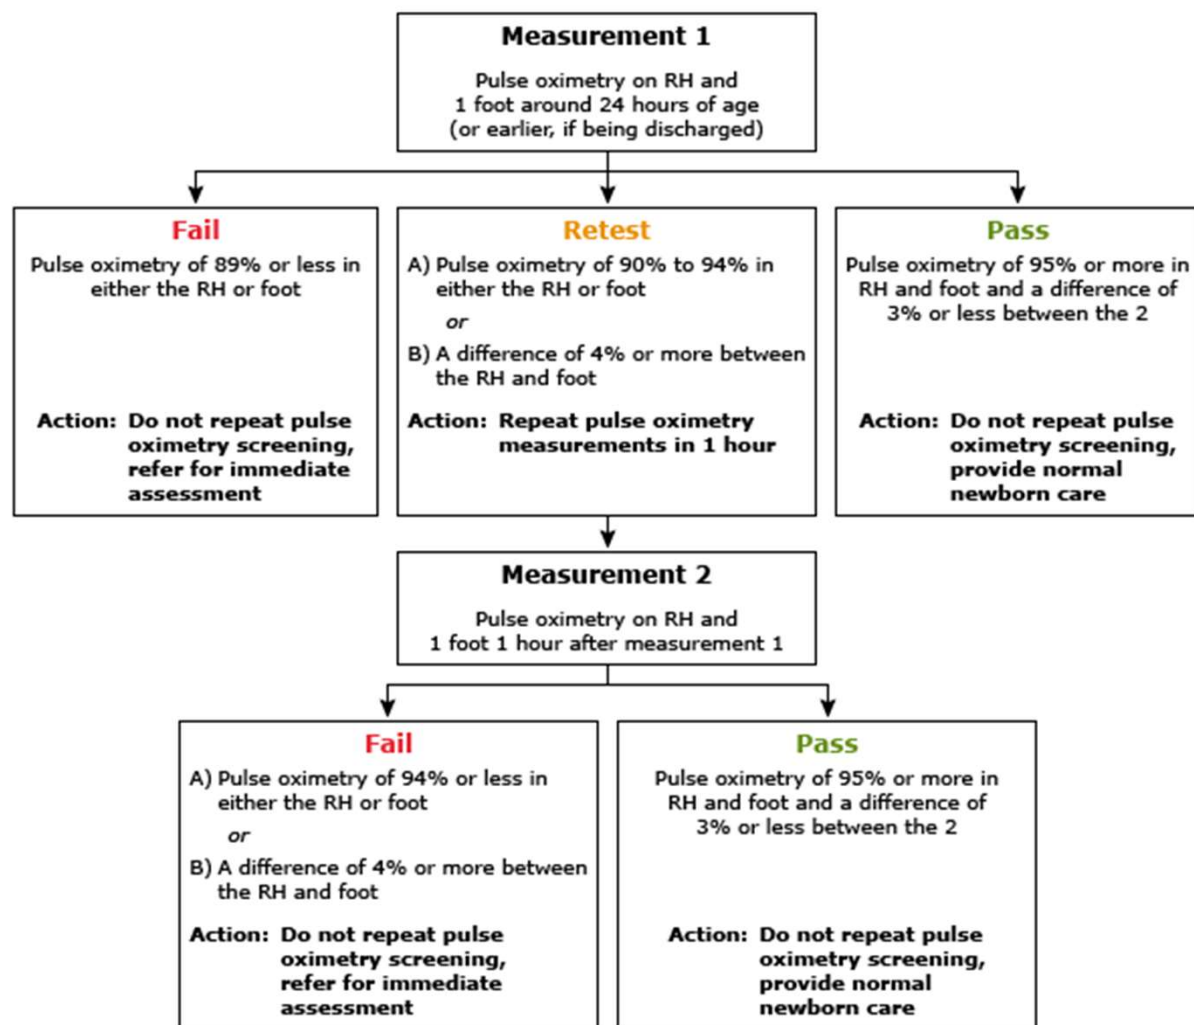 Measurement 1
Pulse oximetry on RH and
1 foot around 24 hours of age
(or earlier, if being discharged)
Fail
Pulse oximetry of 89% or less in
either the RH or foot
Action: Do not repeat pulse
oximetry screening,
refer for immediate
assessment
Retest
A) Pulse oximetry of 90% to 94% in
either the RH or foot
or
B) A difference of 4% or more between
the RH and foot
Action: Repeat pulse oximetry
measurements in 1 hour
Pass
Pulse oximetry of 95% or more in
RH and foot and a difference of
3% or less between the 2
Action: Do not repeat pulse
oximetry screening,
provide normal
newborn care
Measurement 2
Pulse oximetry on RH and
1 foot 1 hour after measurement 1
Fail
A) Pulse oximetry of 94% or less in
either the RH or foot
or
B) A difference of 4% or more between
the RH and foot
Action: Do not repeat pulse
oximetry screening,
refer for immediate
assessment
Pass
Pulse oximetry of 95% or more in
RH and foot and a difference of
3% or less between the 2
Action: Do not repeat pulse
oximetry screening,
provide normal
newborn care